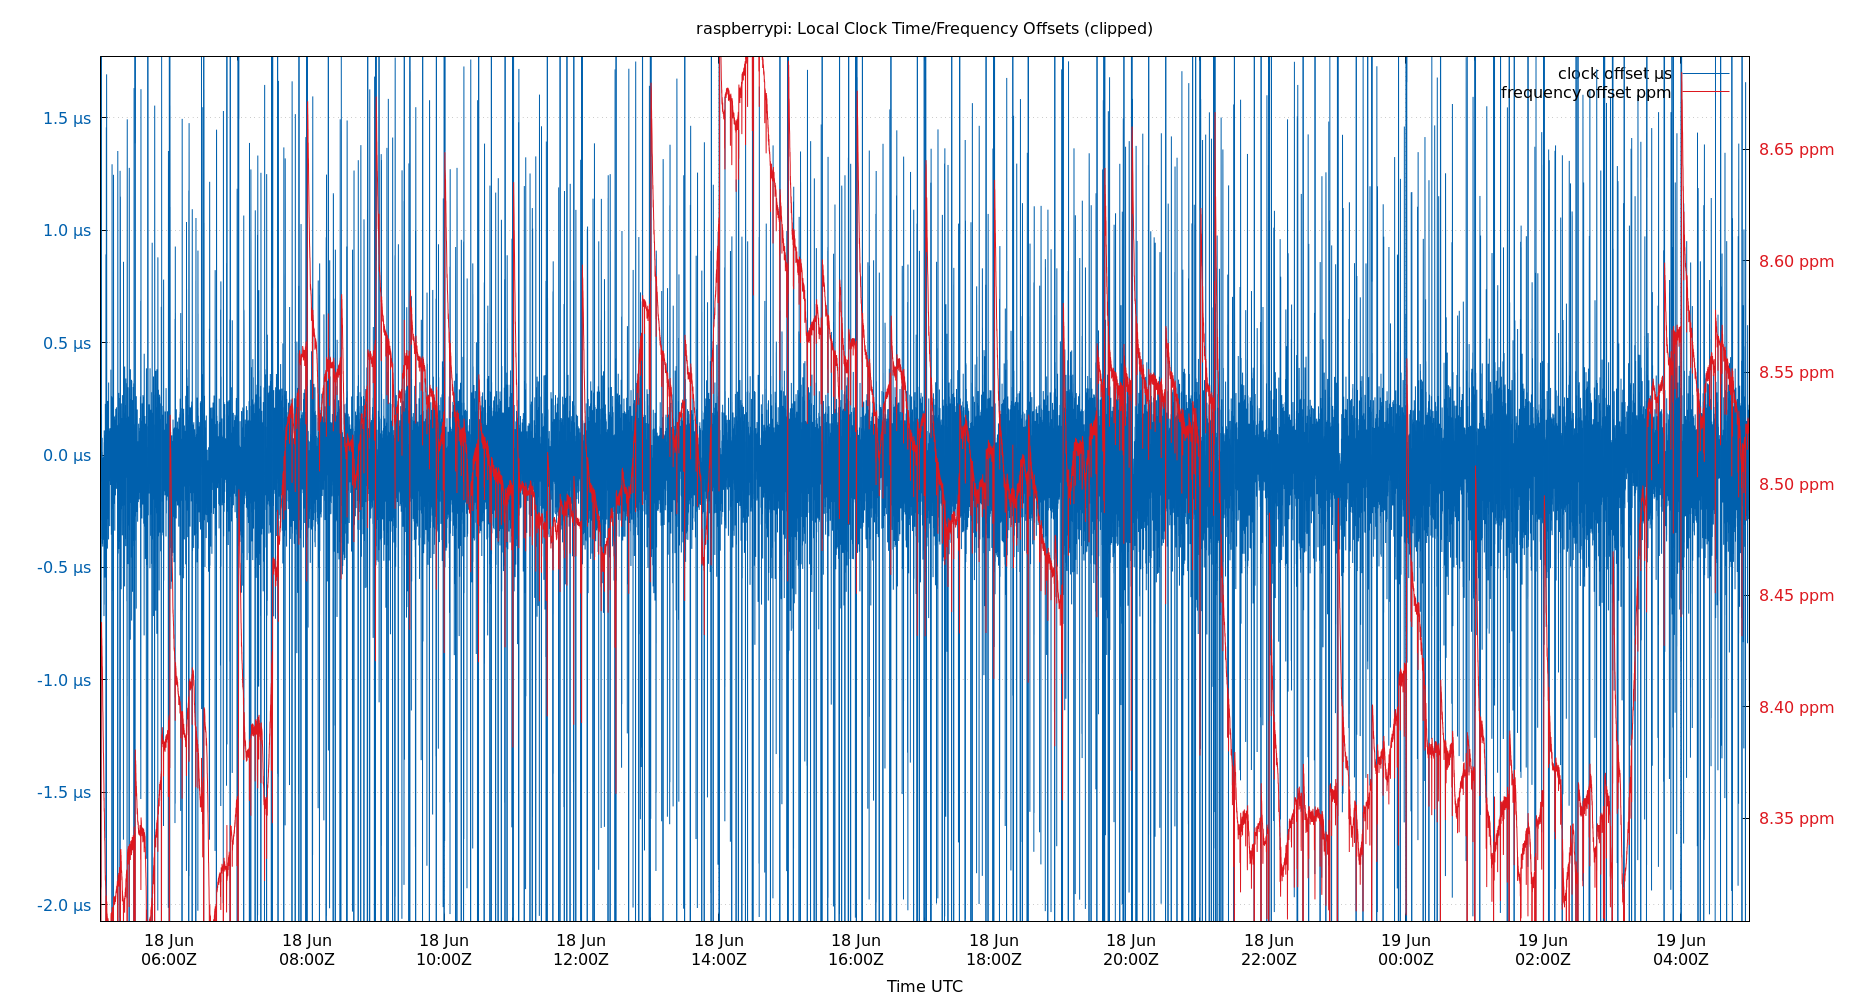 raspberrypi: Local Clock Time/Frequency Offsets (clipped)
clock offset µs
frequency offset ppm
1.5 µs
1.0 µs
0.5 µs
0.0 µs
-0.5 µs
-1.0 µs
-1.5 µs
-2.0 µs
8.65 ppm
8.60 ppm
8.55 ppm
8.50 ppm
8.45 ppm
8.40 ppm
8.35 ppm
18 Jun 18 Jun 18 Jun 18 Jun 18 Jun 18 Jun 18 Jun 18 Jun 18 Jun 19 Jun 19 Jun 19 Jun
06:00Z 08:00Z 10:00Z 12:00Z 14:00Z 16:00Z 18:00Z 20:00Z 22:00Z 00:00Z 02:00Z 04:00Z
Time UTC